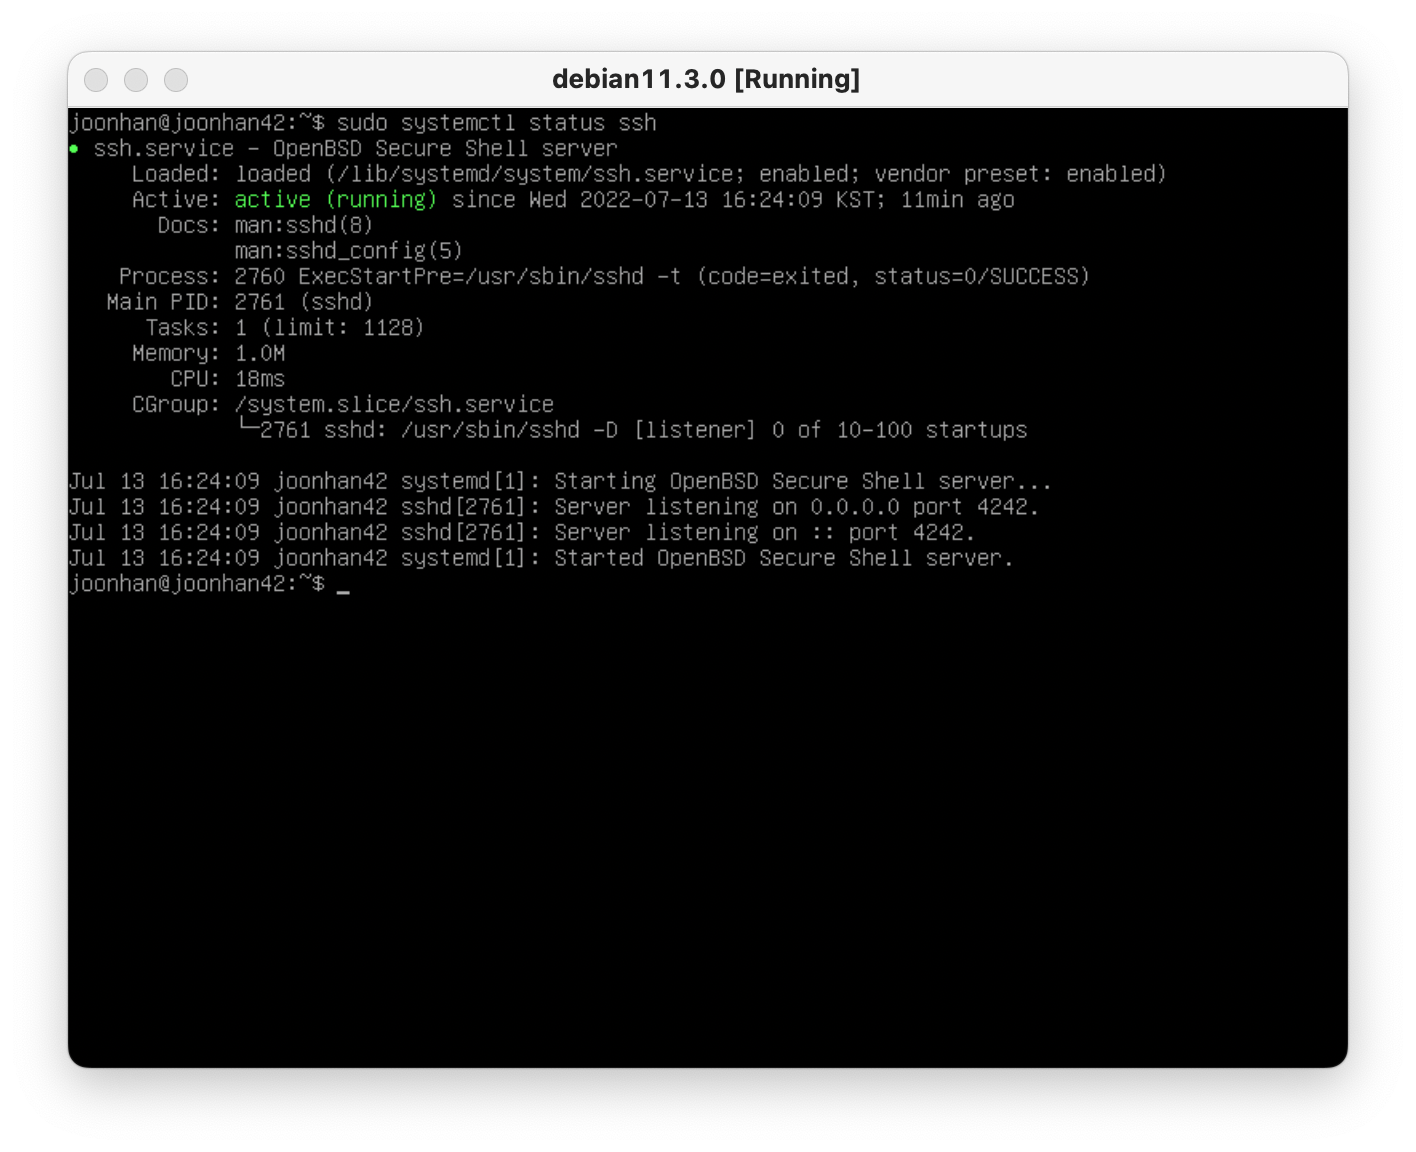 debian11.3.0 [Running]
joonhan@joonhan42:~$ sudo systemctl status ssh
● ssh.service - OpenBSD Secure Shell server
     Loaded: loaded (/lib/systemd/system/ssh.service; enabled; vendor preset: enabled)
     Active: active (running) since Wed 2022-07-13 16:24:09 KST; 11min ago
       Docs: man:sshd(8)
             man:sshd_config(5)
    Process: 2760 ExecStartPre=/usr/sbin/sshd -t (code=exited, status=0/SUCCESS)
   Main PID: 2761 (sshd)
      Tasks: 1 (limit: 1128)
     Memory: 1.0M
        CPU: 18ms
     CGroup: /system.slice/ssh.service
             └─2761 sshd: /usr/sbin/sshd -D [listener] 0 of 10-100 startups
Jul 13 16:24:09 joonhan42 systemd[1]: Starting OpenBSD Secure Shell server...
Jul 13 16:24:09 joonhan42 sshd[2761]: Server listening on 0.0.0.0 port 4242.
Jul 13 16:24:09 joonhan42 sshd[2761]: Server listening on :: port 4242.
Jul 13 16:24:09 joonhan42 systemd[1]: Started OpenBSD Secure Shell server.
joonhan@joonhan42:~$ _